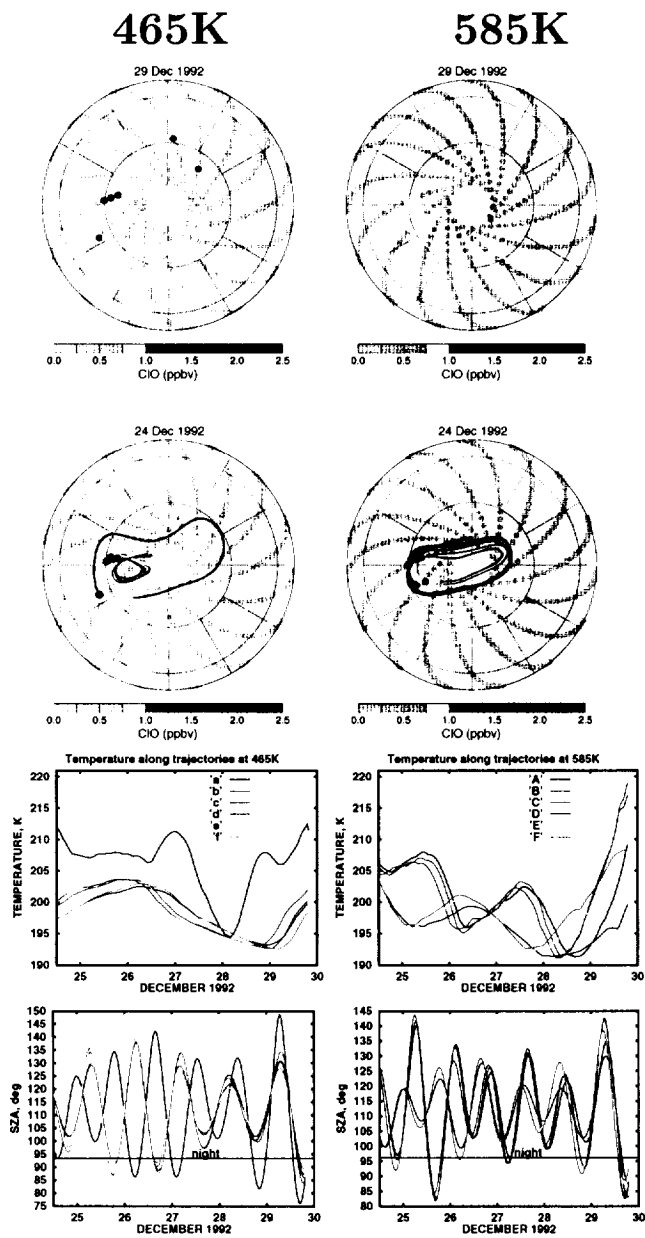 465K 585K
29 Dec 1992 29 Dec 1992
0.0 0.5 1.0 1.5 2.0 2.5 0.0 0.5 1.0 1.5 2.0 2.5
ClO (ppbv) ClO (ppbv)
24 Dec 1992 24 Dec 1992
0.0 0.5 1.0 1.5 2.0 2.5 0.0 0.5 1.0 1.5 2.0 2.5
ClO (ppbv) ClO (ppbv)
Temperature along trajectories at 465K
220
215
210
205
200
195
190
TEMPERATURE, K
'a'
'b'
'c'
'd'
'e'
'f'
25 26 27 28 29 30
DECEMBER 1992
Temperature along trajectories at 585K
220
215
210
205
200
195
190
TEMPERATURE, K
'A'
'B'
'C'
'D'
'E'
'F'
25 26 27 28 29 30
DECEMBER 1992
150
145
140
135
130
125
120
115
110
105
100
95
90
85
80
75
SZA, deg
night
25 26 27 28 29 30
DECEMBER 1992
145
140
135
130
125
120
115
110
105
100
95
90
85
80
SZA, deg
night
25 26 27 28 29 30
DECEMBER 1992